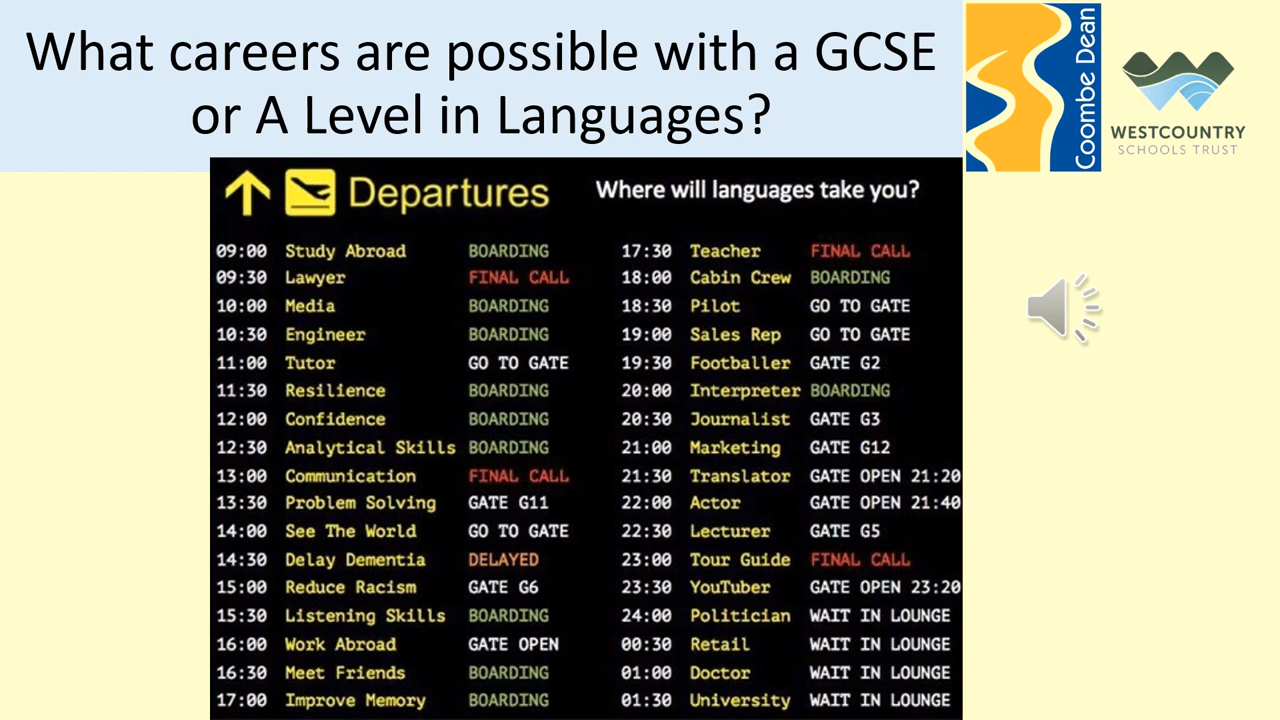 What careers are possible with a GCSE
or A Level in Languages?
Coombe Dean
WESTCOUNTRY
SCHOOLS TRUST
Departures
Where will languages take you?
09:00 Study Abroad BOARDING
09:30 Lawyer FINAL CALL
10:00 Media BOARDING
10:30 Engineer BOARDING
11:00 Tutor GO TO GATE
11:30 Resilience BOARDING
12:00 Confidence BOARDING
12:30 Analytical Skills BOARDING
13:00 Communication FINAL CALL
13:30 Problem Solving GATE G11
14:00 See The World GO TO GATE
14:30 Delay Dementia DELAYED
15:00 Reduce Racism GATE G6
15:30 Listening Skills BOARDING
16:00 Work Abroad GATE OPEN
16:30 Meet Friends BOARDING
17:00 Improve Memory BOARDING
17:30 Teacher FINAL CALL
18:00 Cabin Crew BOARDING
18:30 Pilot GO TO GATE
19:00 Sales Rep GO TO GATE
19:30 Footballer GATE G2
20:00 Interpreter BOARDING
20:30 Journalist GATE G3
21:00 Marketing GATE G12
21:30 Translator GATE OPEN 21:20
22:00 Actor GATE OPEN 21:40
22:30 Lecturer GATE G5
23:00 Tour Guide FINAL CALL
23:30 YouTuber GATE OPEN 23:20
24:00 Politician WAIT IN LOUNGE
00:30 Retail WAIT IN LOUNGE
01:00 Doctor WAIT IN LOUNGE
01:30 University WAIT IN LOUNGE